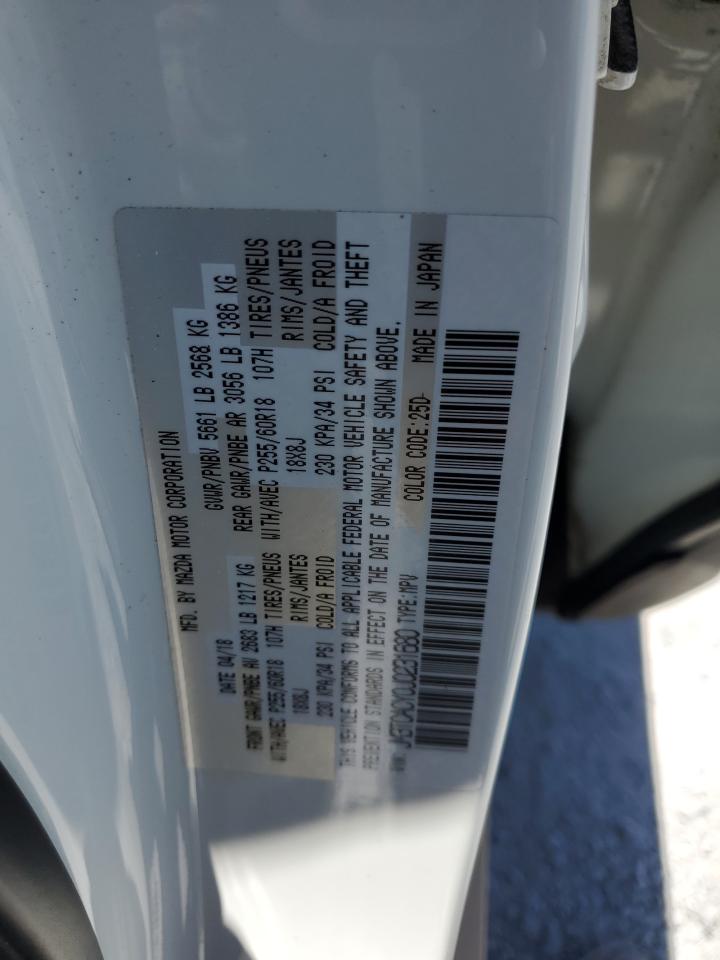 MFD. BY MAZDA MOTOR CORPORATION
DATE 04/18 GVWR/PNBV 5661 LB 2568 KG
FRONT GAWR/PNBE AV 2683 LB 1217 KG REAR GAWR/PNBE AR 3056 LB 1386 KG
WITH/AVEC P255/60R18 107H TIRES/PNEUS WITH/AVEC P255/60R18 107H TIRES/PNEUS
18X8J RIMS/JANTES 18X8J RIMS/JANTES
230 KPA/34 PSI COLD/A FROID 230 KPA/34 PSI COLD/A FROID
THIS VEHICLE CONFORMS TO ALL APPLICABLE FEDERAL MOTOR VEHICLE SAFETY AND THEFT
PREVENTION STANDARDS IN EFFECT ON THE DATE OF MANUFACTURE SHOWN ABOVE.
JM3TCACY0J0231680 TYPE:MPV COLOR CODE:25D MADE IN JAPAN